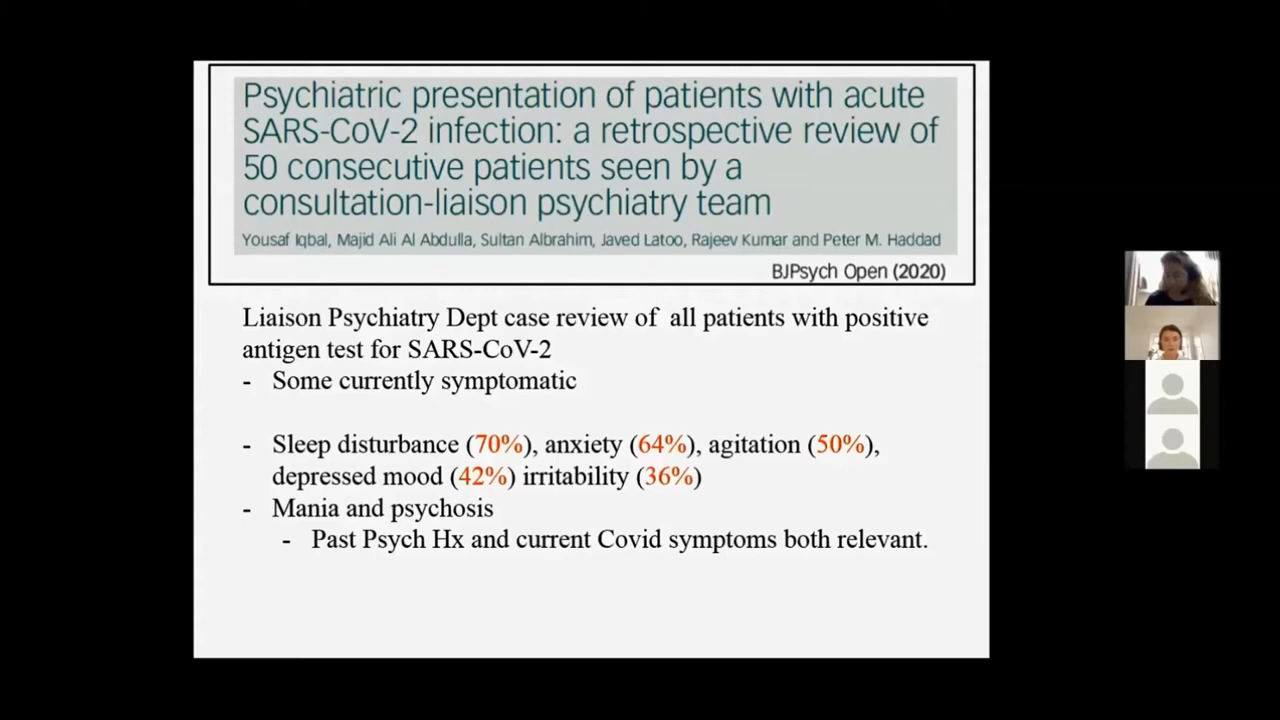 Psychiatric presentation of patients with acute
SARS-CoV-2 infection: a retrospective review of
50 consecutive patients seen by a
consultation-liaison psychiatry team
Yousaf Iqbal, Majid Ali Al Abdulla, Sultan Albrahim, Javed Latoo, Rajeev Kumar and Peter M. Haddad
BJPsych Open (2020)
Liaison Psychiatry Dept case review of all patients with positive
antigen test for SARS-CoV-2
- Some currently symptomatic
- Sleep disturbance (70%), anxiety (64%), agitation (50%),
depressed mood (42%) irritability (36%)
- Mania and psychosis
- Past Psych Hx and current Covid symptoms both relevant.